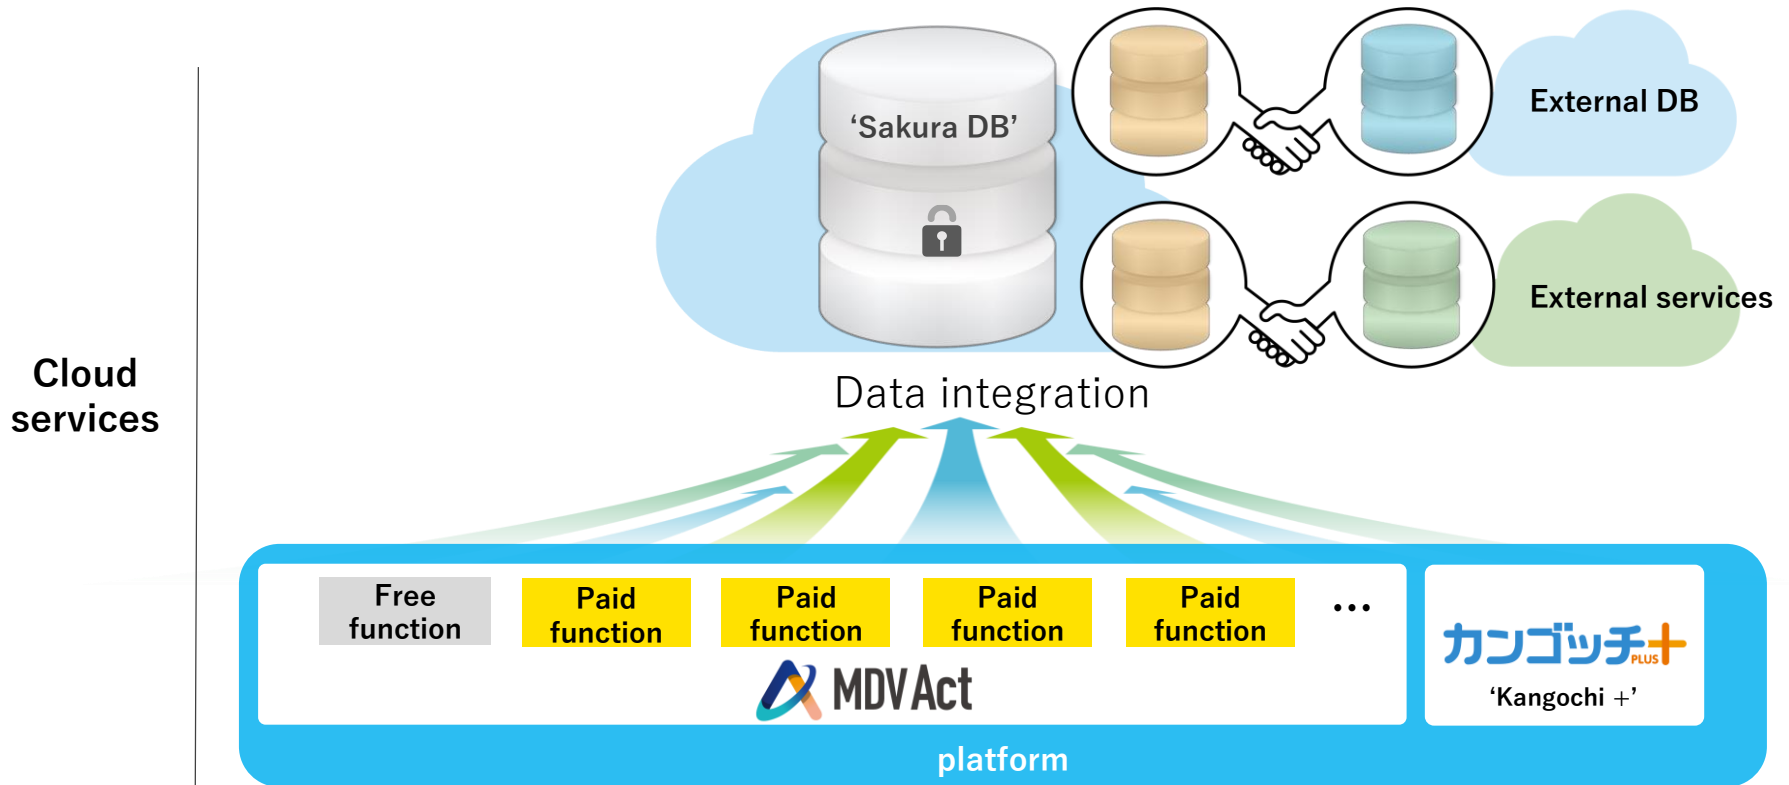 ‘Sakura DB’
External DB
External services
Cloud
services
Data integration
Free
function
Paid
function
Paid
function
Paid
function
Paid
function
…
MDV Act
カンゴッチ+
PLUS
‘Kangochi +’
platform